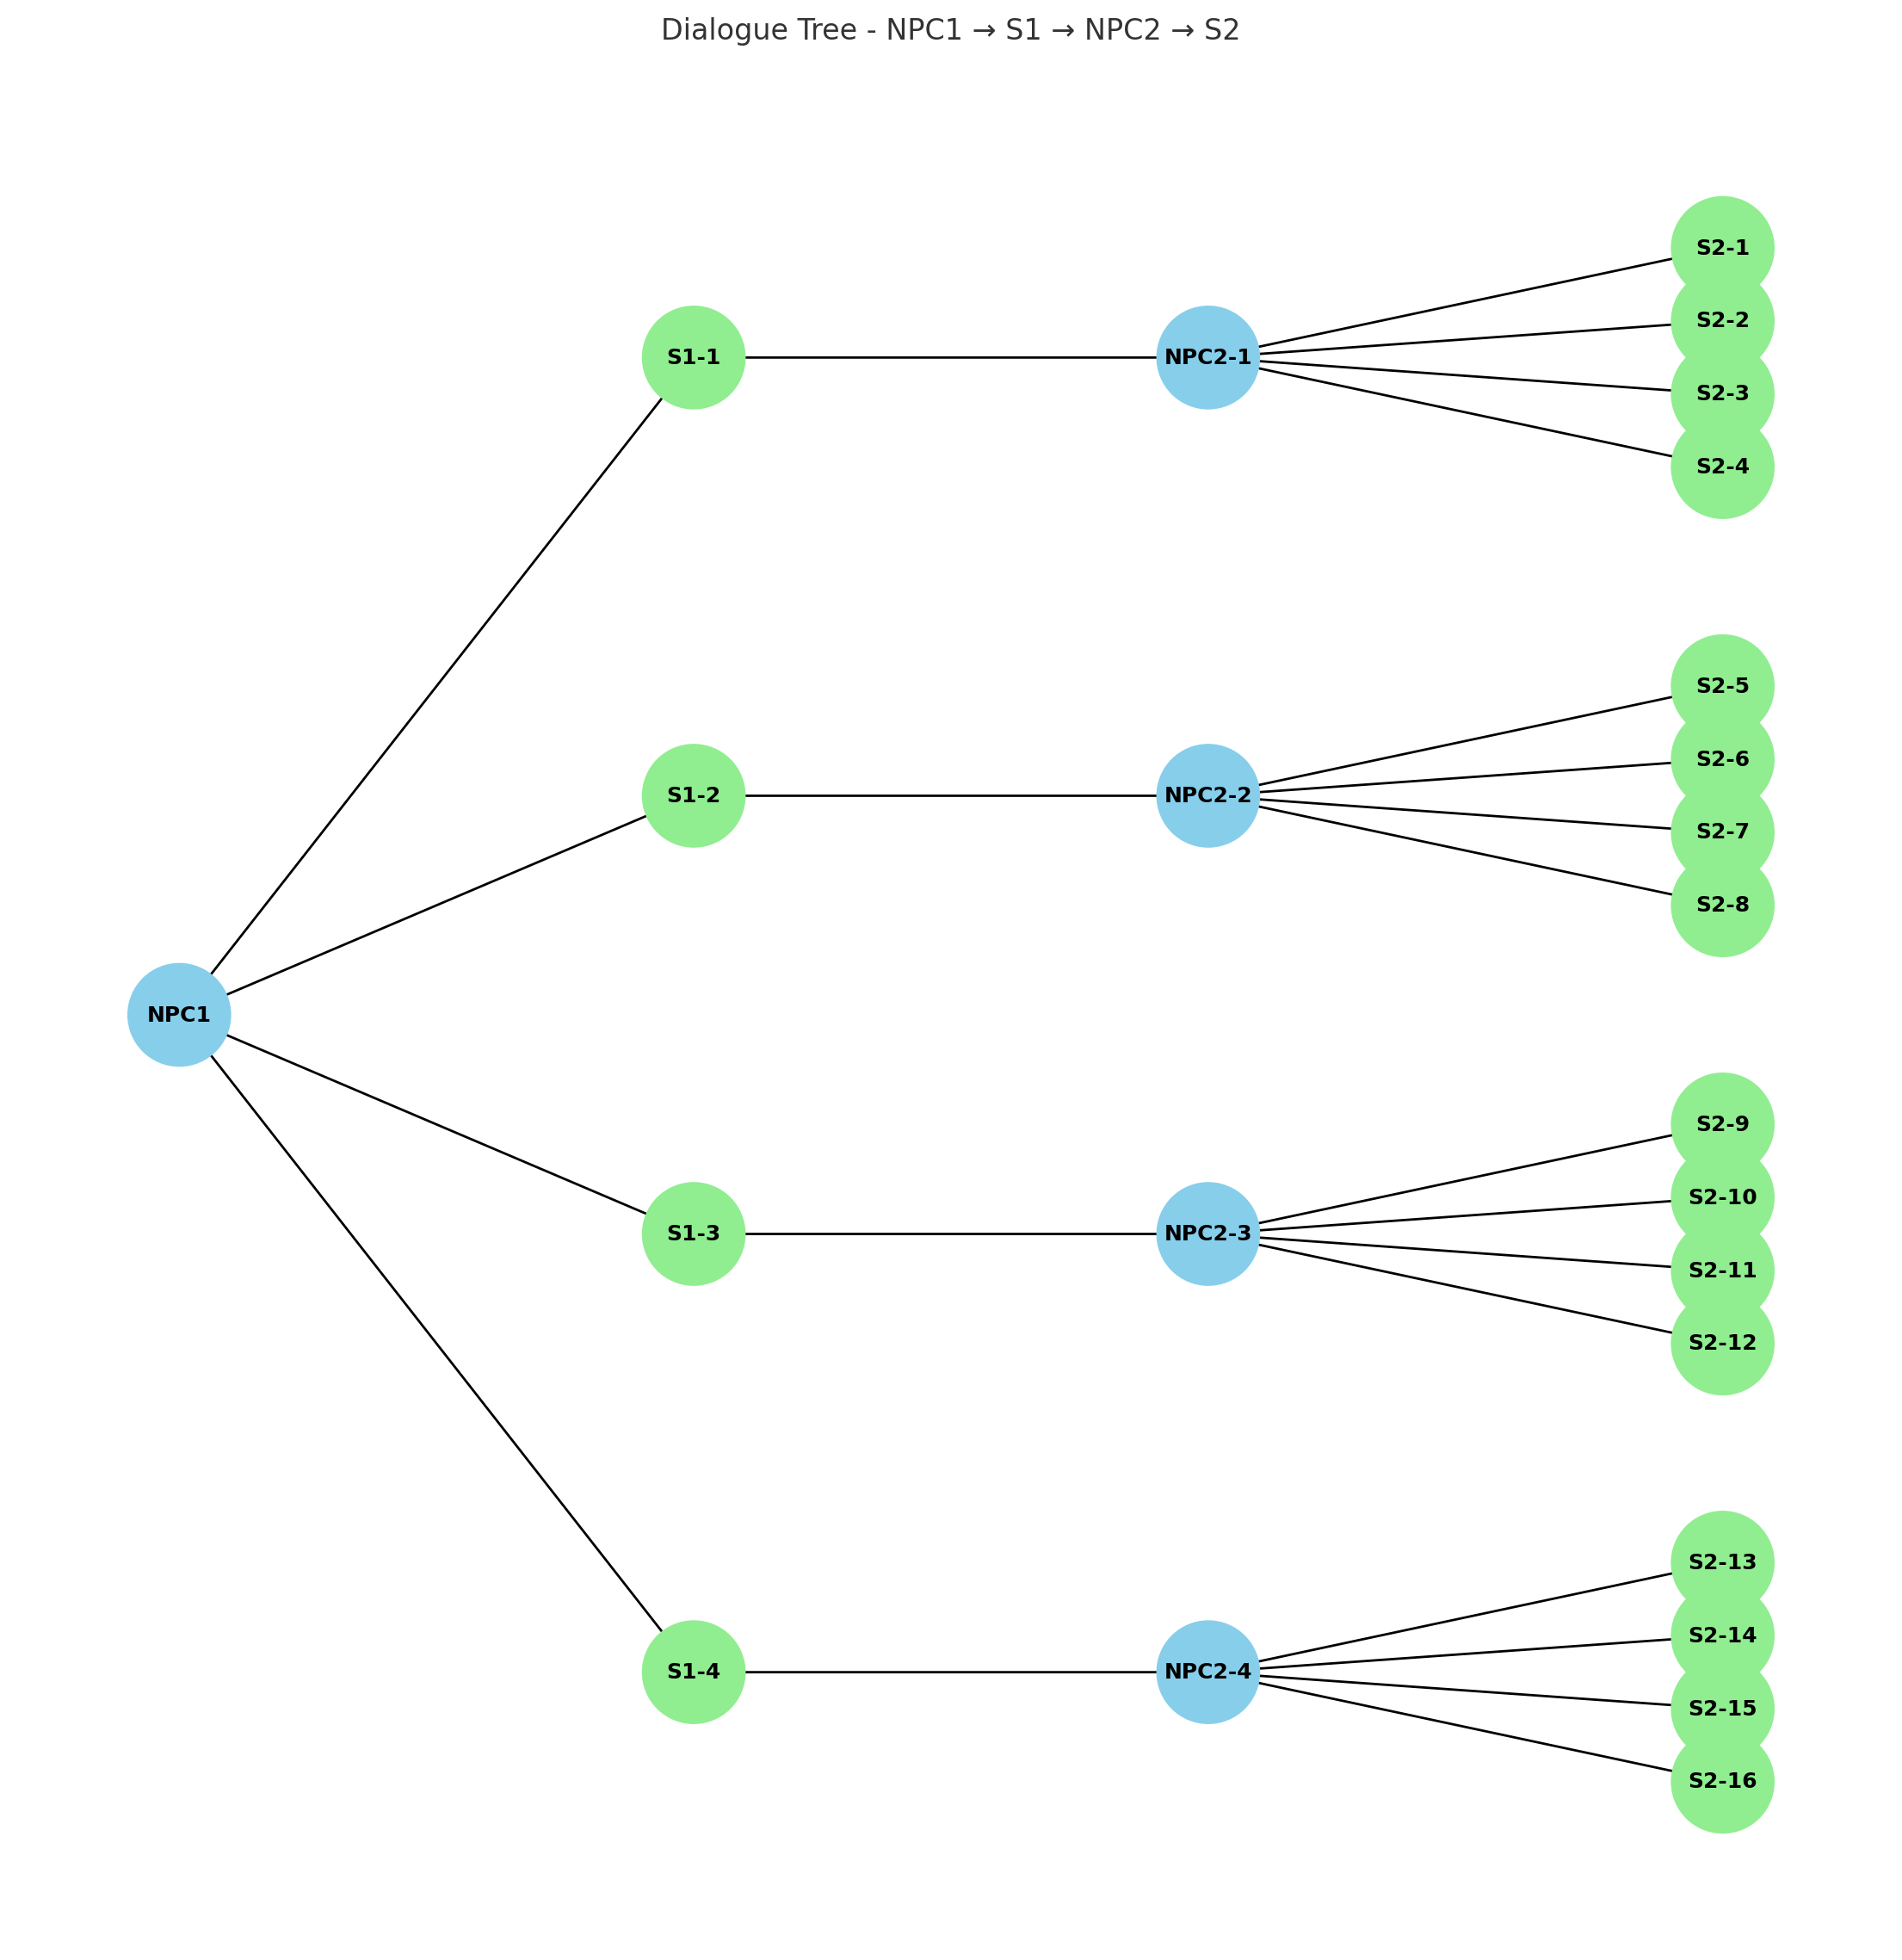 Dialogue Tree - NPC1 → S1 → NPC2 → S2
S2-1
S2-2
S1-1
NPC2-1
S2-3
S2-4
S2-5
S2-6
S1-2
NPC2-2
S2-7
S2-8
NPC1
S2-9
S2-10
S1-3
NPC2-3
S2-11
S2-12
S2-13
S2-14
S1-4
NPC2-4
S2-15
S2-16